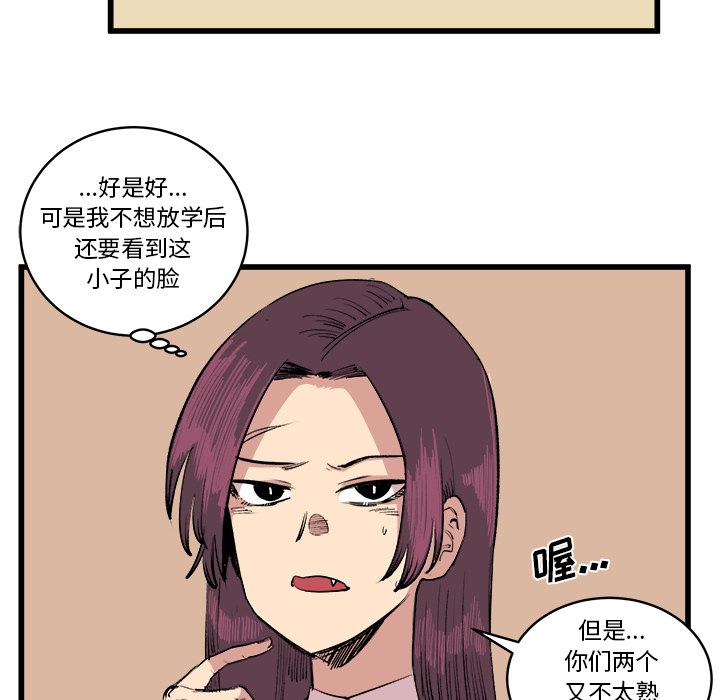 ...好是好...
可是我不想放学后
还要看到这
小子的脸
喔...
但是...
你们两个
又不太熟